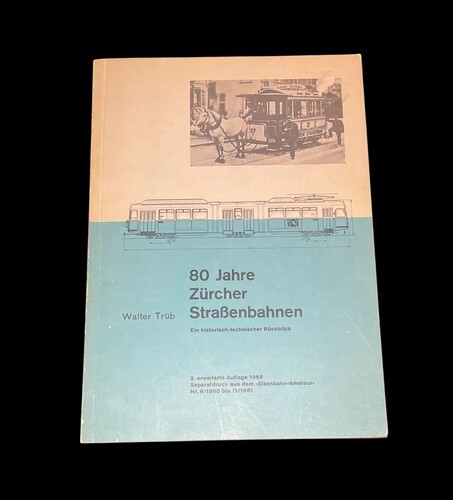 80 Jahre
Zürcher
Walter Trüb
Straßenbahnen
Ein historisch-technischer Rückblick
2. erweiterte Auflage 1968
Separatdruck aus dem «Eisenbahn-Amateur»
Nr. 8/1960 bis 11/1961